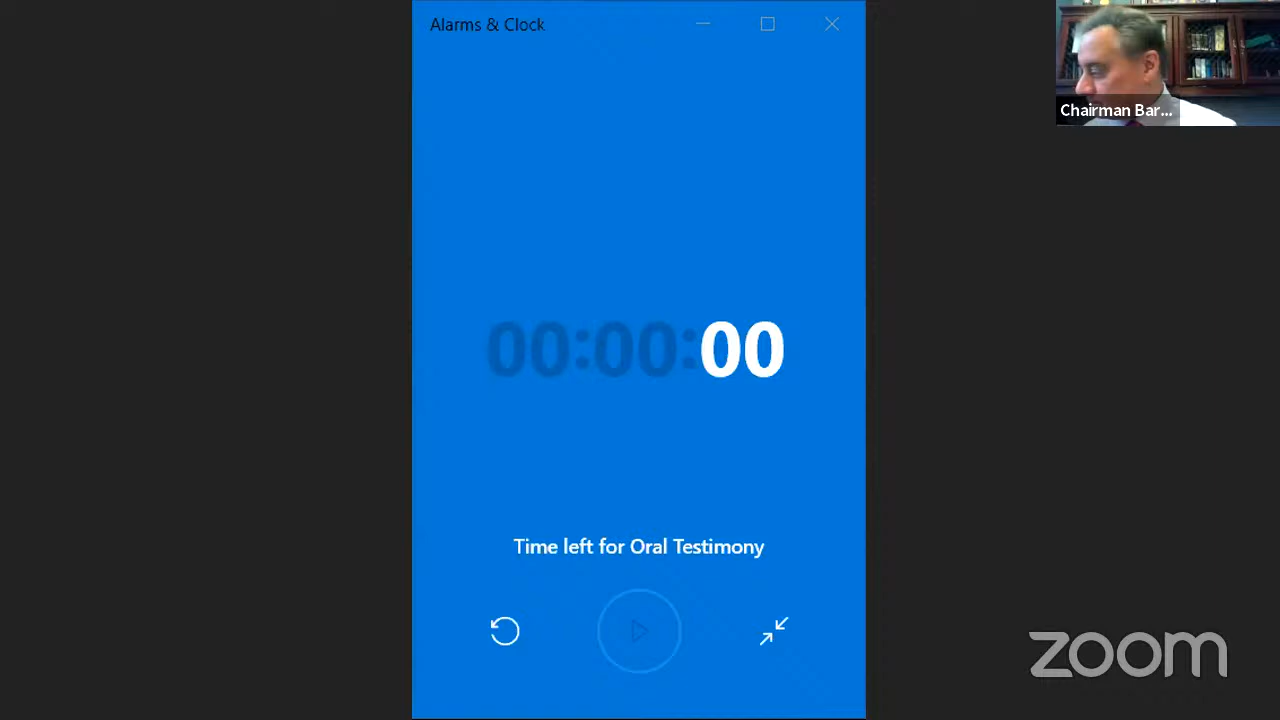 Alarms & Clock
Chairman Bar...
00:00:00
Time left for Oral Testimony
zoom